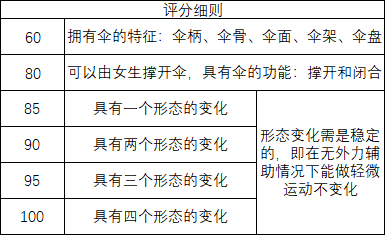 评分细则
60 拥有伞的特征：伞柄、伞骨、伞面、伞架、伞盘
80 可以由女生撑开伞，具有伞的功能：撑开和闭合
85 具有一个形态的变化
90 具有两个形态的变化
95 具有三个形态的变化
100 具有四个形态的变化
形态变化需是稳定
的，即在无外力辅
助情况下能做轻微
运动不变化